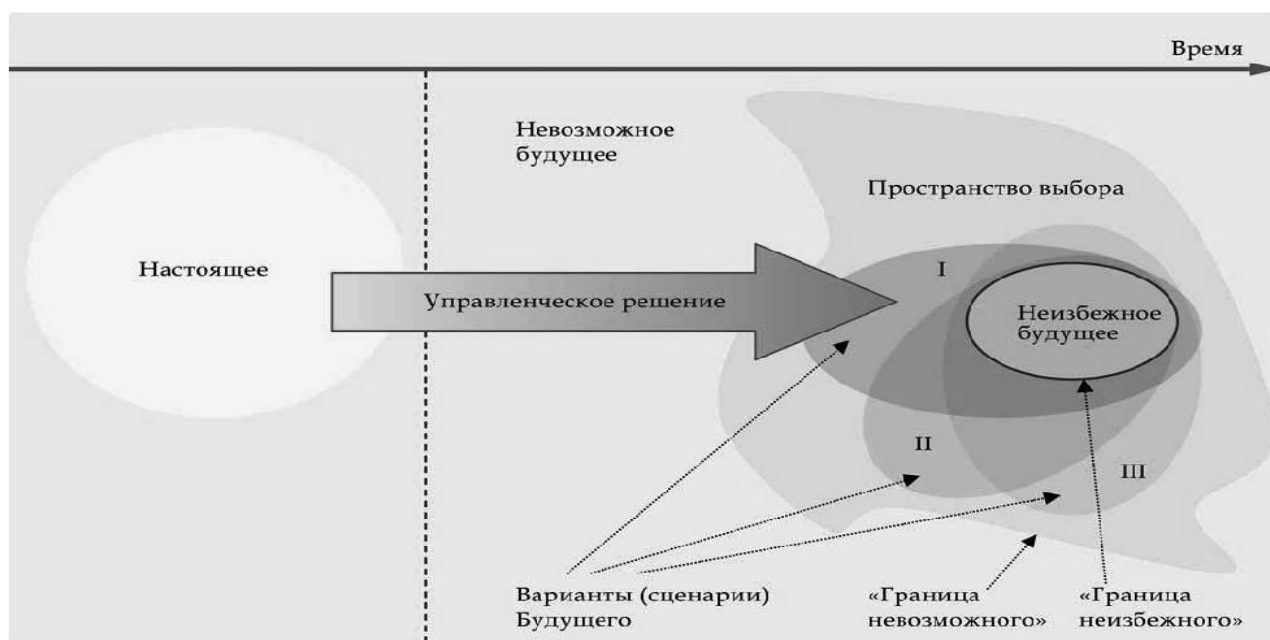 Время
Невозможное
будущее
Пространство выбора
Настоящее
I
Управленческое решение
Неизбежное
будущее
II
III
Варианты (сценарии)
Будущего
«Граница
невозможного»
«Граница
неизбежного»